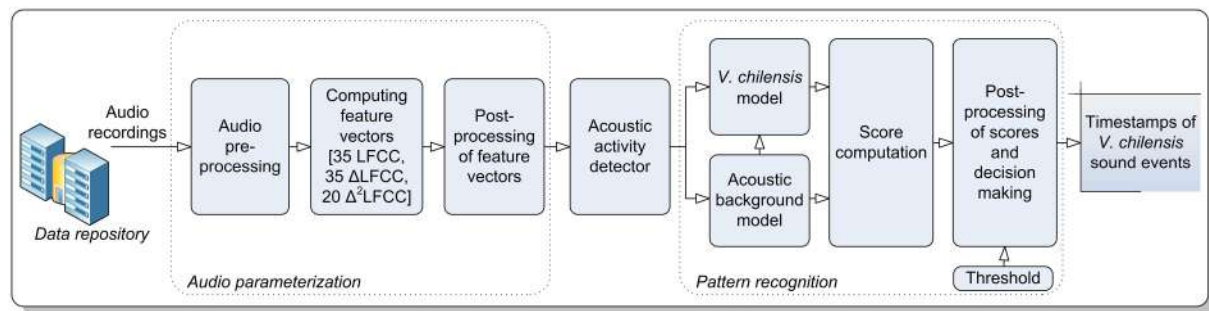 Audio
recordings
Data repository
Audio
pre-
processing
Computing
feature
vectors
[35 LFCC,
35 ΔLFCC,
20 Δ²LFCC]
Post-
processing
of feature
vectors
Audio parameterization
Acoustic
activity
detector
V. chilensis
model
Acoustic
background
model
Score
computation
Post-
processing
of scores
and
decision
making
Threshold
Pattern recognition
Timestamps of
V. chilensis
sound events